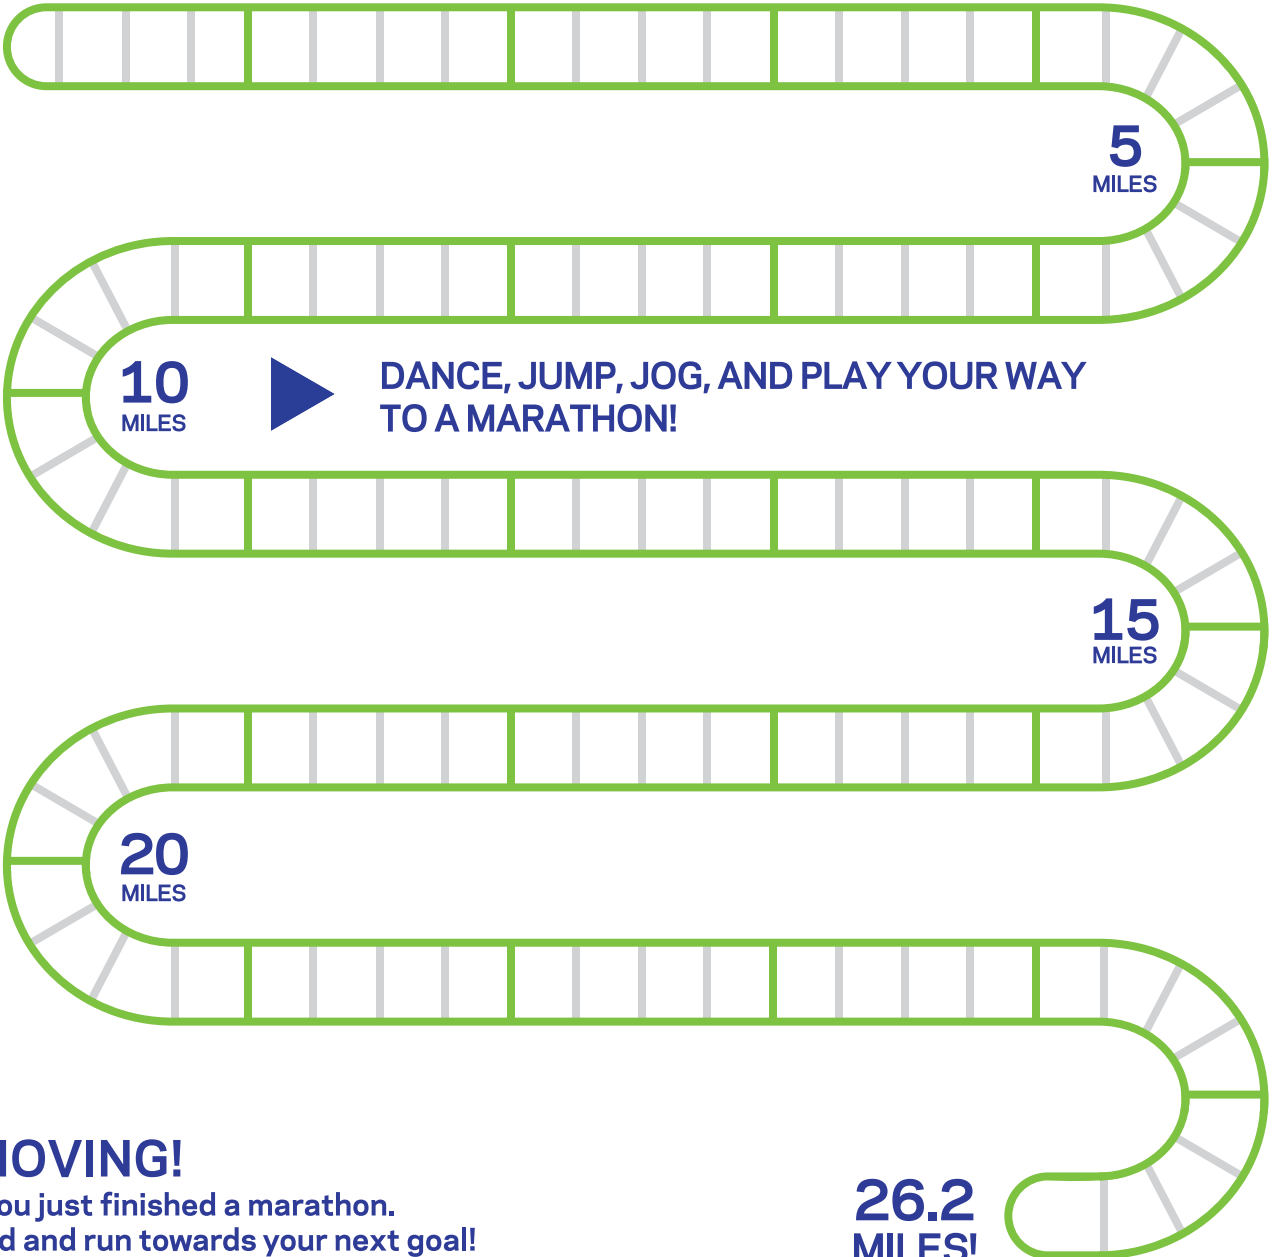 5
MILES
10
MILES
DANCE, JUMP, JOG, AND PLAY YOUR WAY
TO A MARATHON!
15
MILES
20
MILES
OVING!
ou just finished a marathon.
d and run towards your next goal!
26.2
MILES!